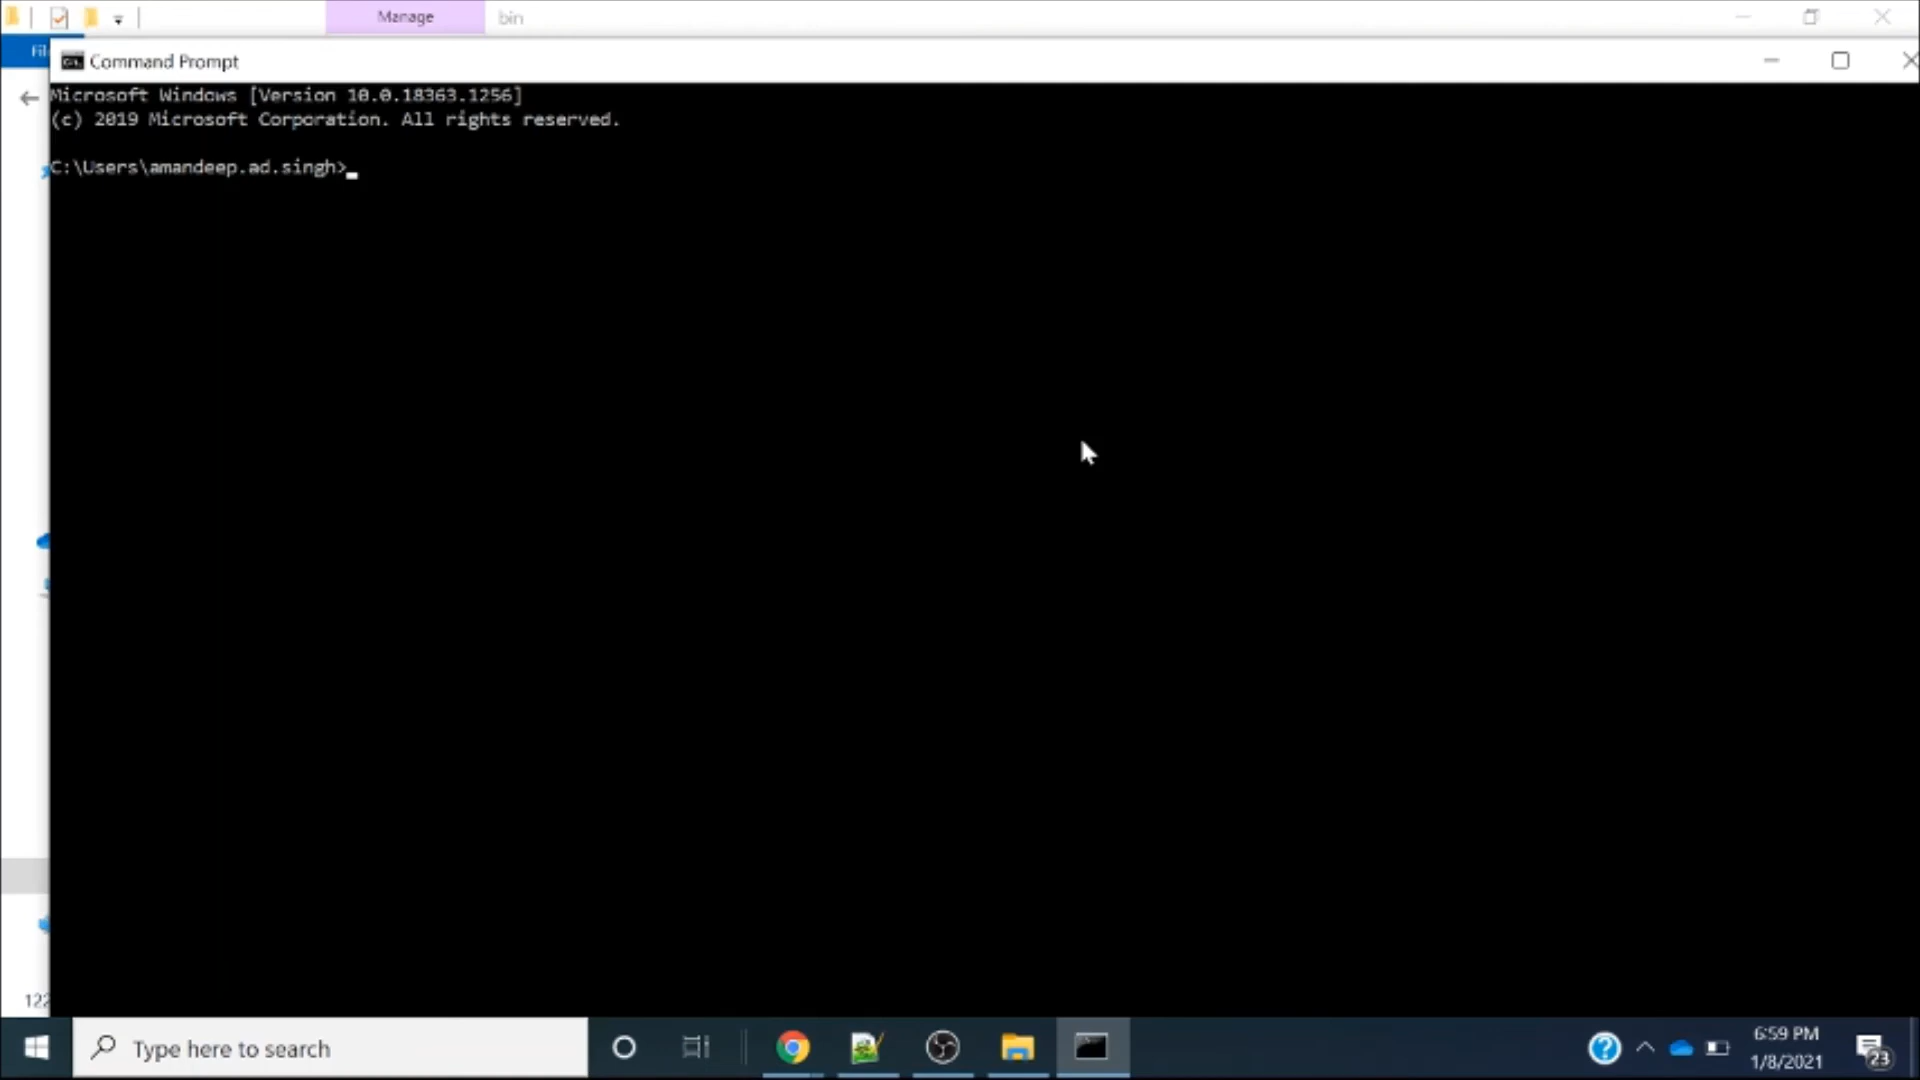 Manage
bin
Command Prompt
Microsoft Windows [Version 10.0.18363.1256]
(c) 2019 Microsoft Corporation. All rights reserved.
C:\Users\amandeep.ad.singh>
122
Type here to search
6:59 PM
1/8/2021
23